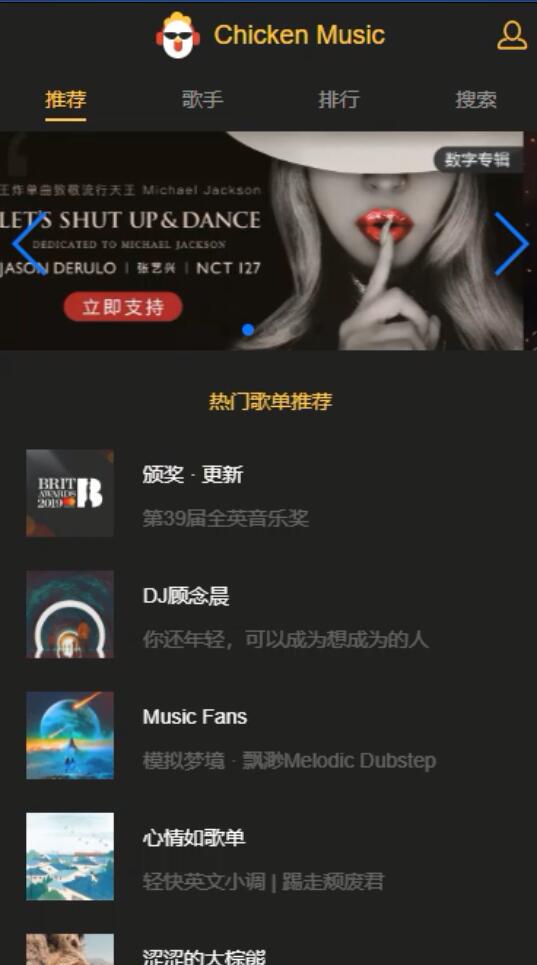 Chicken Music
推荐
歌手
排行
搜索
数字专辑
王炸单曲致敬流行天王 Michael Jackson
LET'S SHUT UP & DANCE
DEDICATED TO MICHAEL JACKSON
JASON DERULO | 张艺兴 | NCT 127
立即支持
热门歌单推荐
BRIT
AWARDS
2019
B
颁奖 · 更新
第39届全英音乐奖
DJ顾念晨
你还年轻，可以成为想成为的人
Music Fans
模拟梦境 · 飘渺Melodic Dubstep
心情如歌单
轻快英文小调 | 踢走颓废君
涩涩的大棕熊